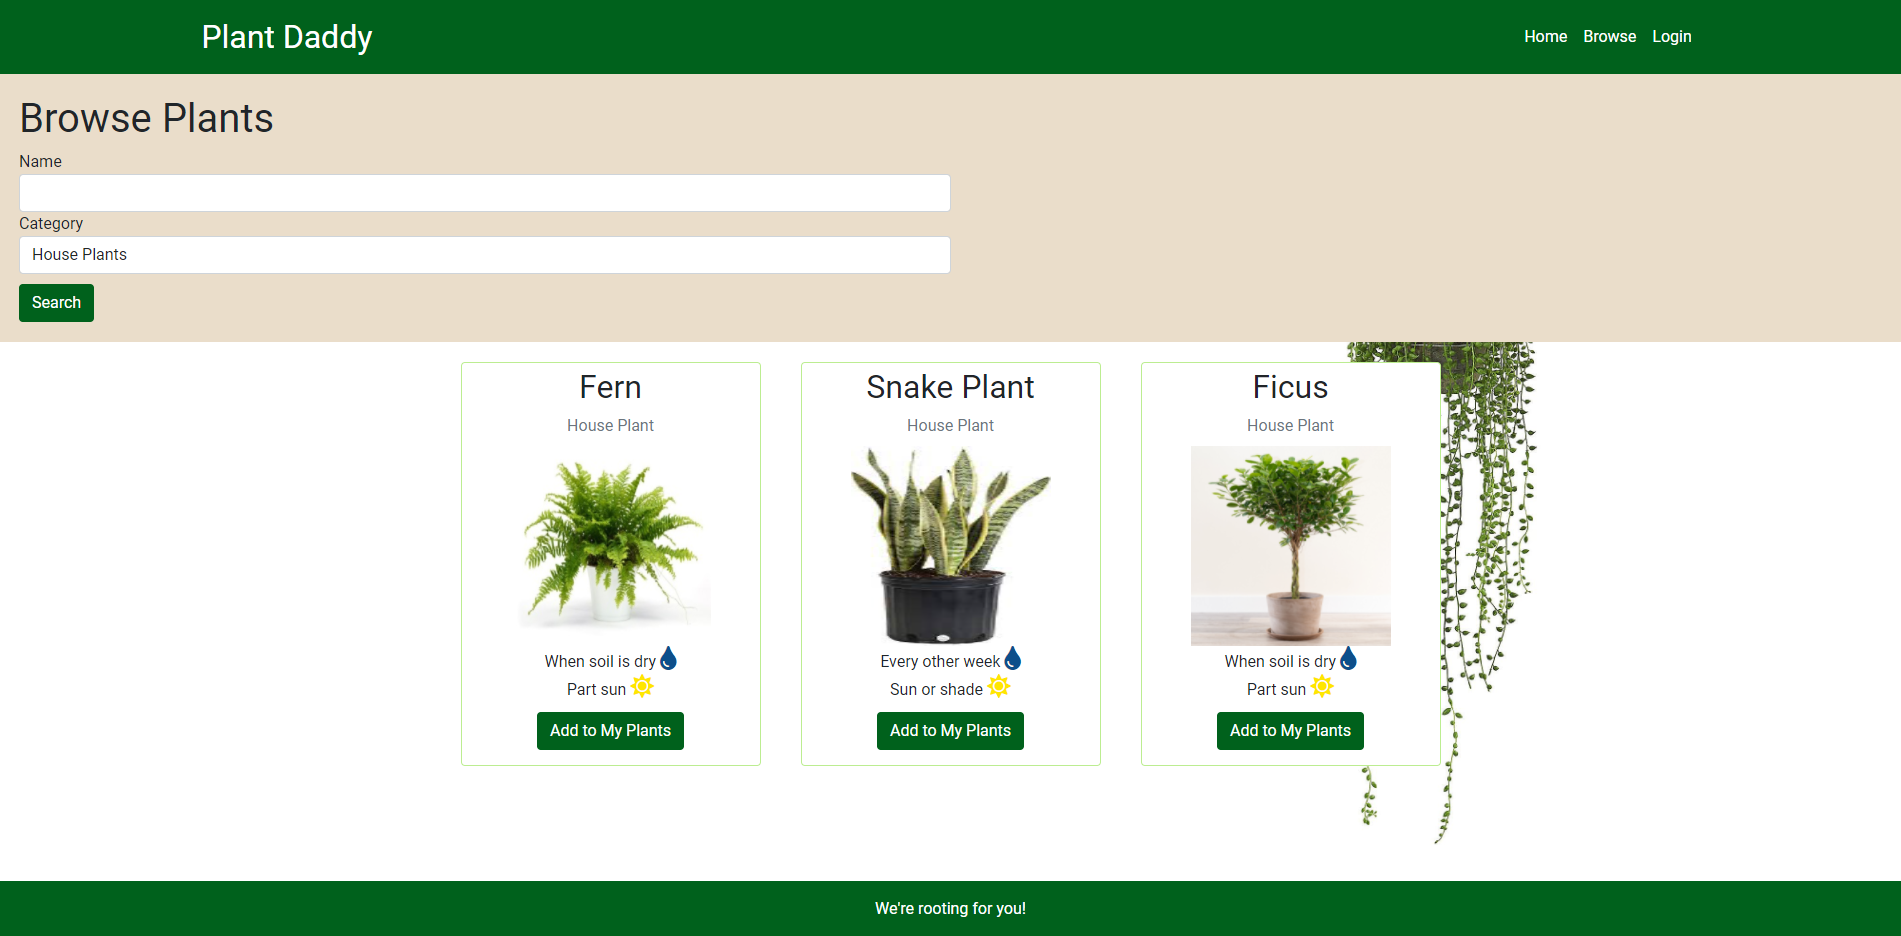 Plant Daddy
Home Browse Login
Browse Plants
Name
Category
House Plants
Search
Fern
House Plant
When soil is dry
Part sun
Add to My Plants
Snake Plant
House Plant
Every other week
Sun or shade
Add to My Plants
Ficus
House Plant
When soil is dry
Part sun
Add to My Plants
We're rooting for you!